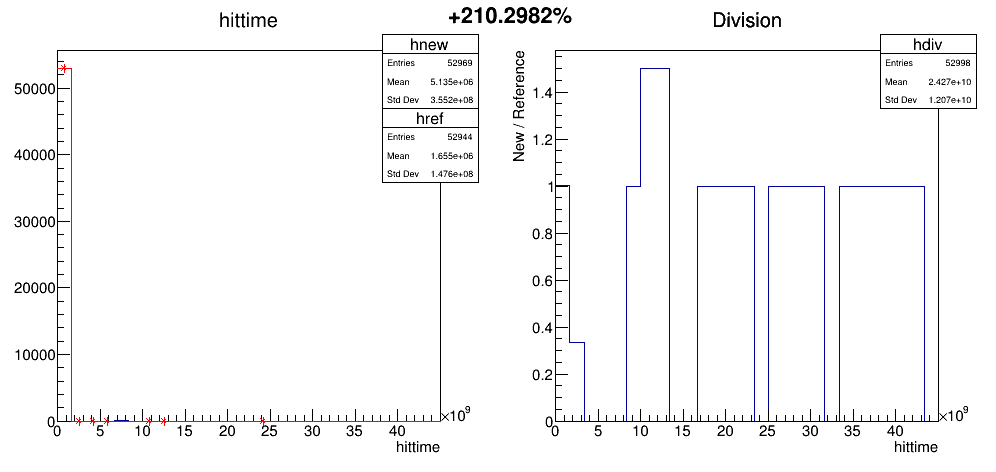 +210.2982%
hittime
hnew
Entries 52969
Mean 5.135e+06
Std Dev 3.552e+08
href
Entries 52944
Mean 1.655e+06
Std Dev 1.476e+08
50000
40000
30000
20000
10000
0
0 5 10 15 20 25 30 35 40
×10⁹
hittime
Division
hdiv
Entries 52998
Mean 2.427e+10
Std Dev 1.207e+10
New / Reference
1.4
1.2
1
0.8
0.6
0.4
0.2
0
0 5 10 15 20 25 30 35 40
×10⁹
hittime